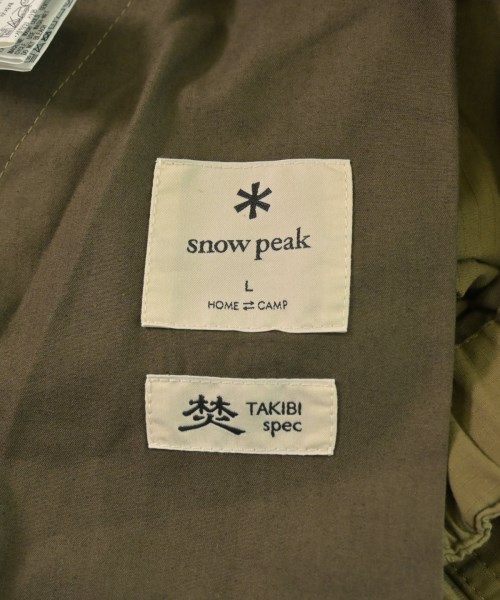 snow peak
L
HOME ⇄ CAMP
焚 TAKIBI
spec